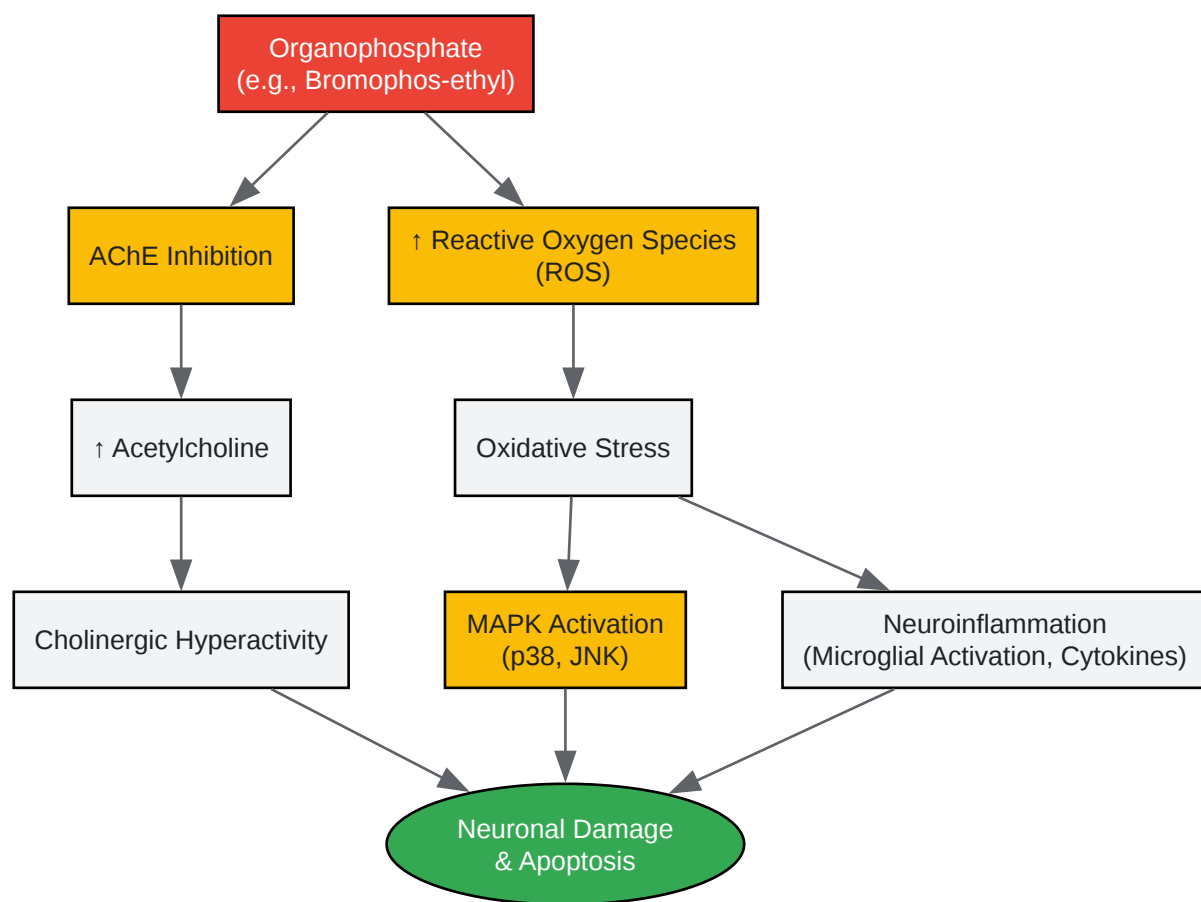 Organophosphate
(e.g., Bromophos-ethyl)
AChE Inhibition
↑ Reactive Oxygen Species
(ROS)
↑ Acetylcholine
Oxidative Stress
Cholinergic Hyperactivity
MAPK Activation
(p38, JNK)
Neuroinflammation
(Microglial Activation, Cytokines)
Neuronal Damage
& Apoptosis